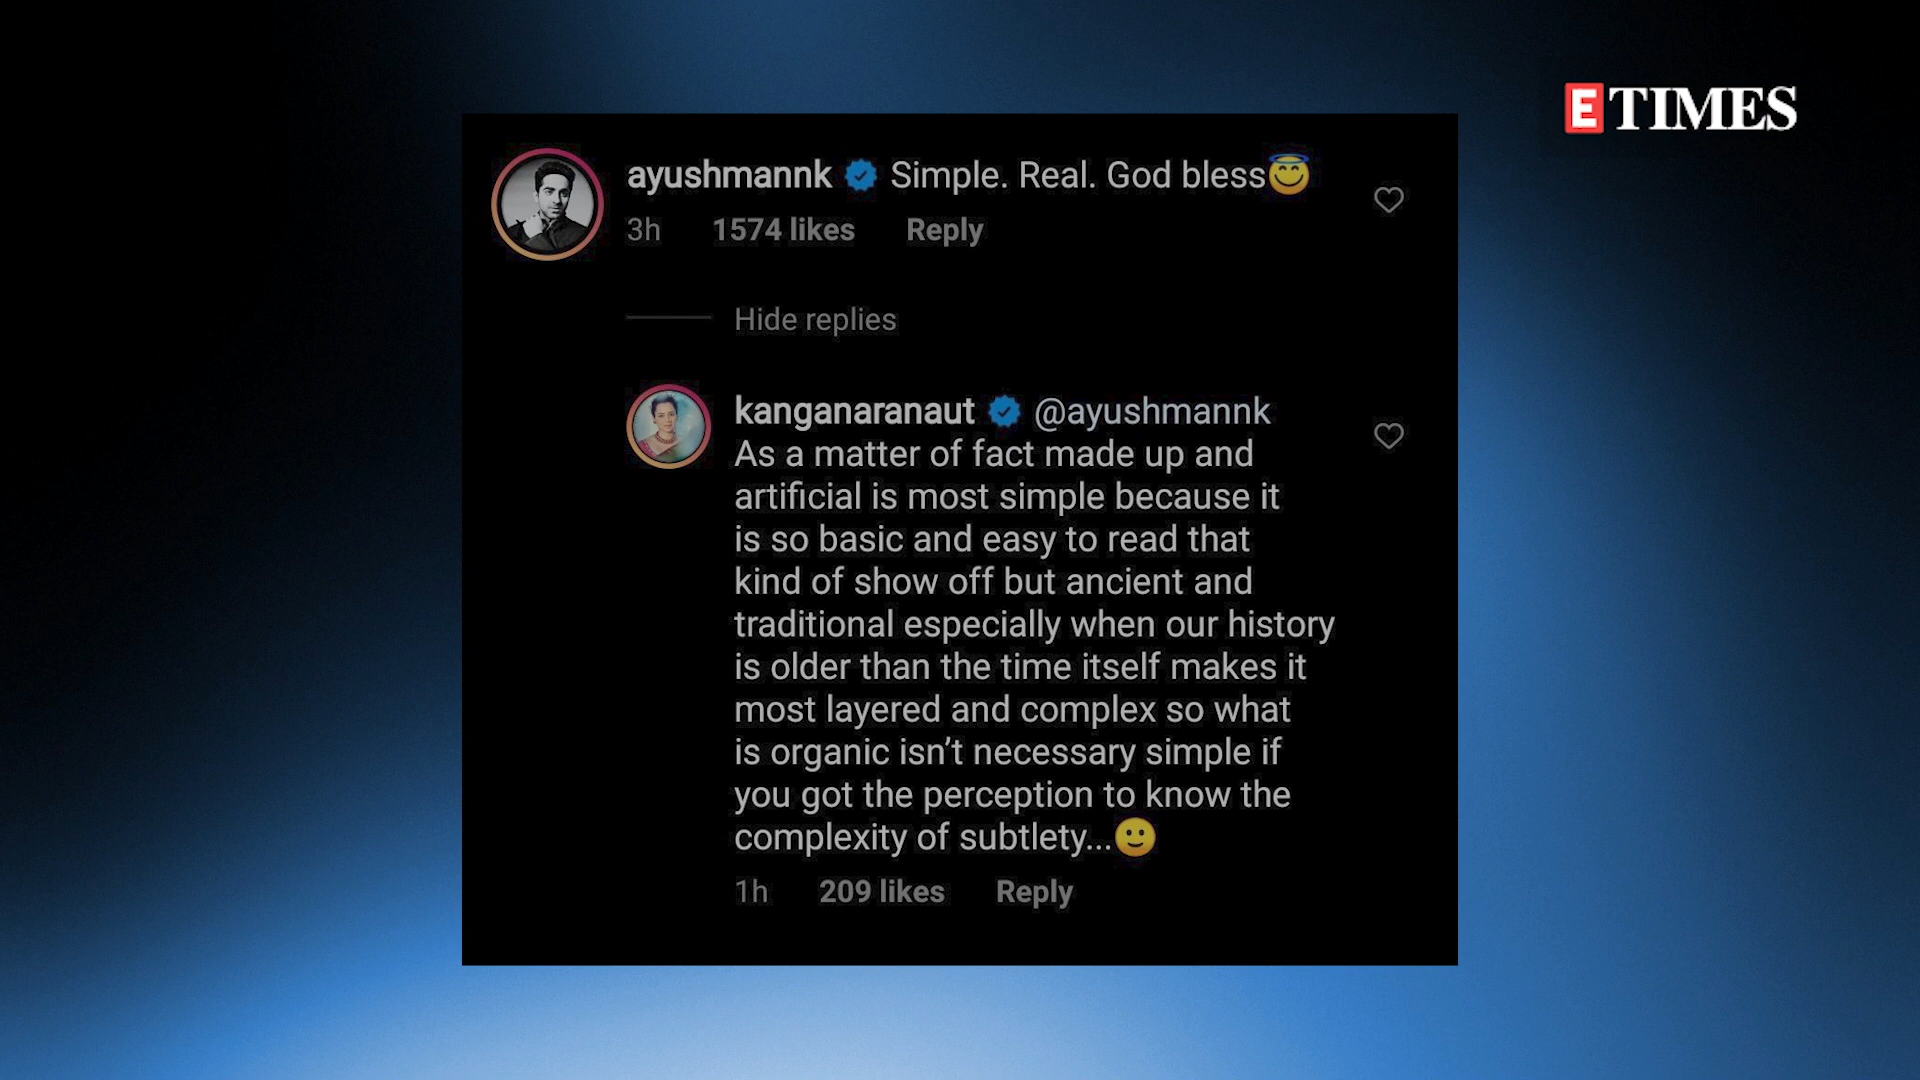 E TIMES
ayushmannk Simple. Real. God bless😇
3h 1574 likes Reply
Hide replies
kanganaranaut @ayushmannk
As a matter of fact made up and
artificial is most simple because it
is so basic and easy to read that
kind of show off but ancient and
traditional especially when our history
is older than the time itself makes it
most layered and complex so what
is organic isn’t necessary simple if
you got the perception to know the
complexity of subtlety...🙂
1h 209 likes Reply